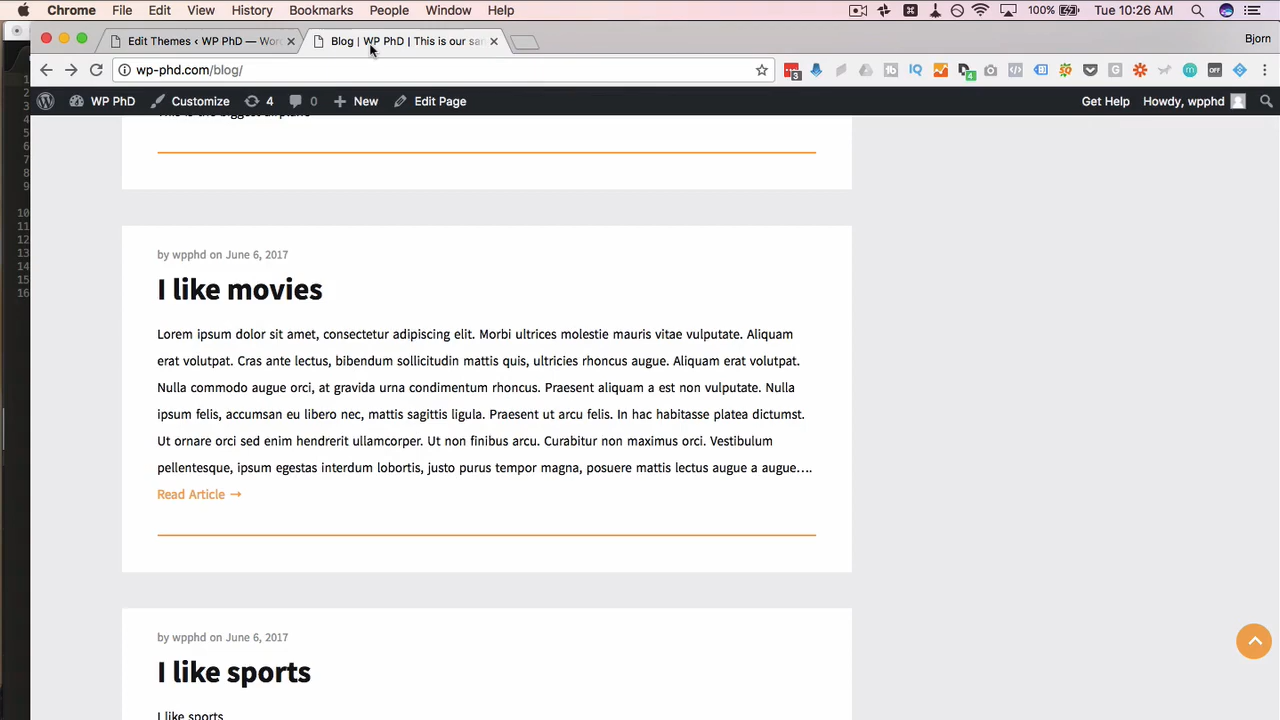 Chrome File Edit View History Bookmarks People Window Help 100% Tue 10:26 AM
Edit Themes ‹ WP PhD — Wor
Blog | WP PhD | This is our sar
Bjorn
wp-phd.com/blog/
3
4
WP PhD Customize 4 0 New Edit Page Get Help Howdy, wpphd
by wpphd on June 6, 2017
I like movies
Lorem ipsum dolor sit amet, consectetur adipiscing elit. Morbi ultrices molestie mauris vitae vulputate. Aliquam
erat volutpat. Cras ante lectus, bibendum sollicitudin mattis quis, ultricies rhoncus augue. Aliquam erat volutpat.
Nulla commodo augue orci, at gravida urna condimentum rhoncus. Praesent aliquam a est non vulputate. Nulla
ipsum felis, accumsan eu libero nec, mattis sagittis ligula. Praesent ut arcu felis. In hac habitasse platea dictumst.
Ut ornare orci sed enim hendrerit ullamcorper. Ut non finibus arcu. Curabitur non maximus orci. Vestibulum
pellentesque, ipsum egestas interdum lobortis, justo purus tempor magna, posuere mattis lectus augue a augue….
Read Article →
by wpphd on June 6, 2017
I like sports
I like sports